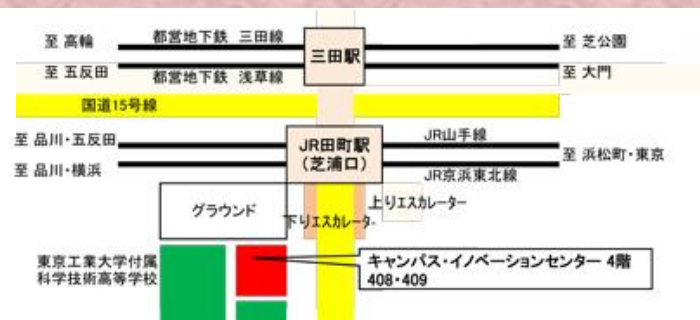 至 高輪
都営地下鉄 三田線
三田駅
至 芝公園
至 五反田
都営地下鉄 浅草線
至 大門
国道15号線
至 品川・五反田
JR田町駅
(芝浦口)
JR山手線
至 浜松町・東京
至 品川・横浜
JR京浜東北線
グラウンド
下りエスカレーター
上りエスカレーター
東京工業大学付属
科学技術高等学校
キャンパス・イノベーションセンター 4階
408・409